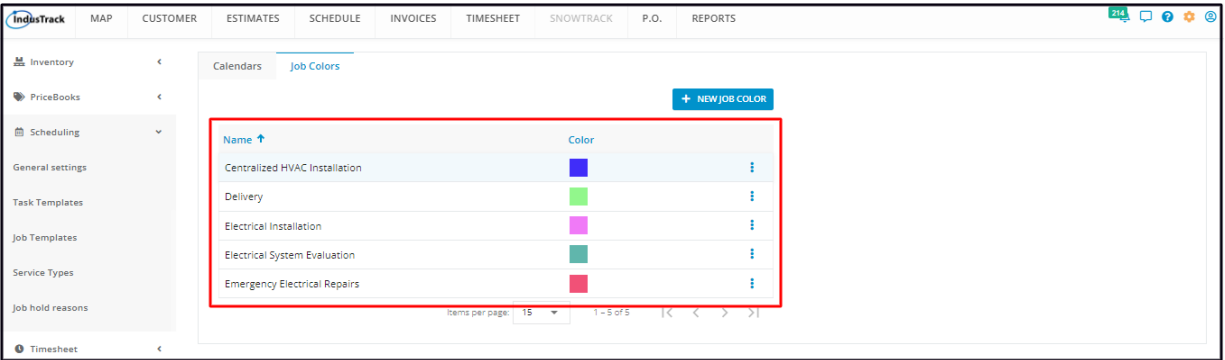 IndusTrack MAP CUSTOMER ESTIMATES SCHEDULE INVOICES TIMESHEET SNOWTRACK P.O. REPORTS 214
Inventory
PriceBooks
Scheduling
General settings
Task Templates
Job Templates
Service Types
Job hold reasons
Timesheet
Calendars Job Colors
+ NEW JOB COLOR
Name Color
Centralized HVAC Installation
Delivery
Electrical Installation
Electrical System Evaluation
Emergency Electrical Repairs
Items per page: 15 1 – 5 of 5